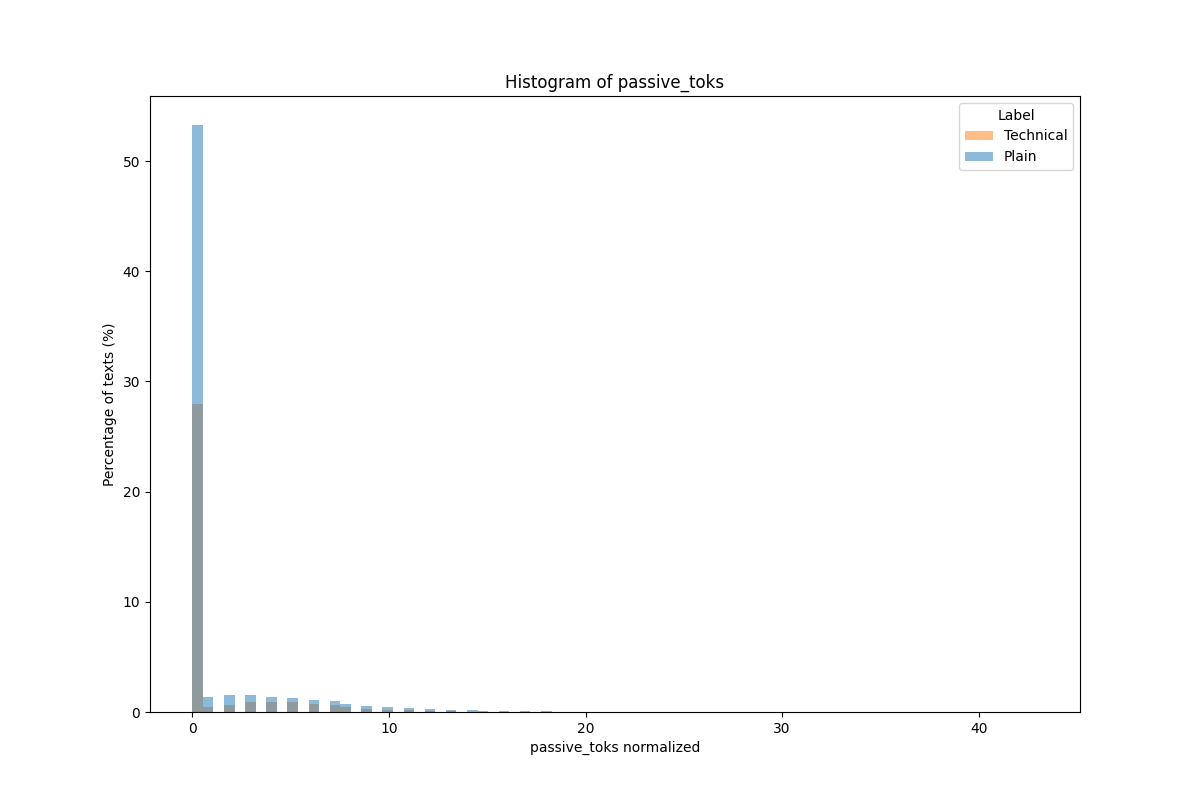 Histogram of passive_toks
Label
Technical
Plain
Percentage of texts (%)
50
40
30
20
10
0
0 10 20 30 40
passive_toks normalized